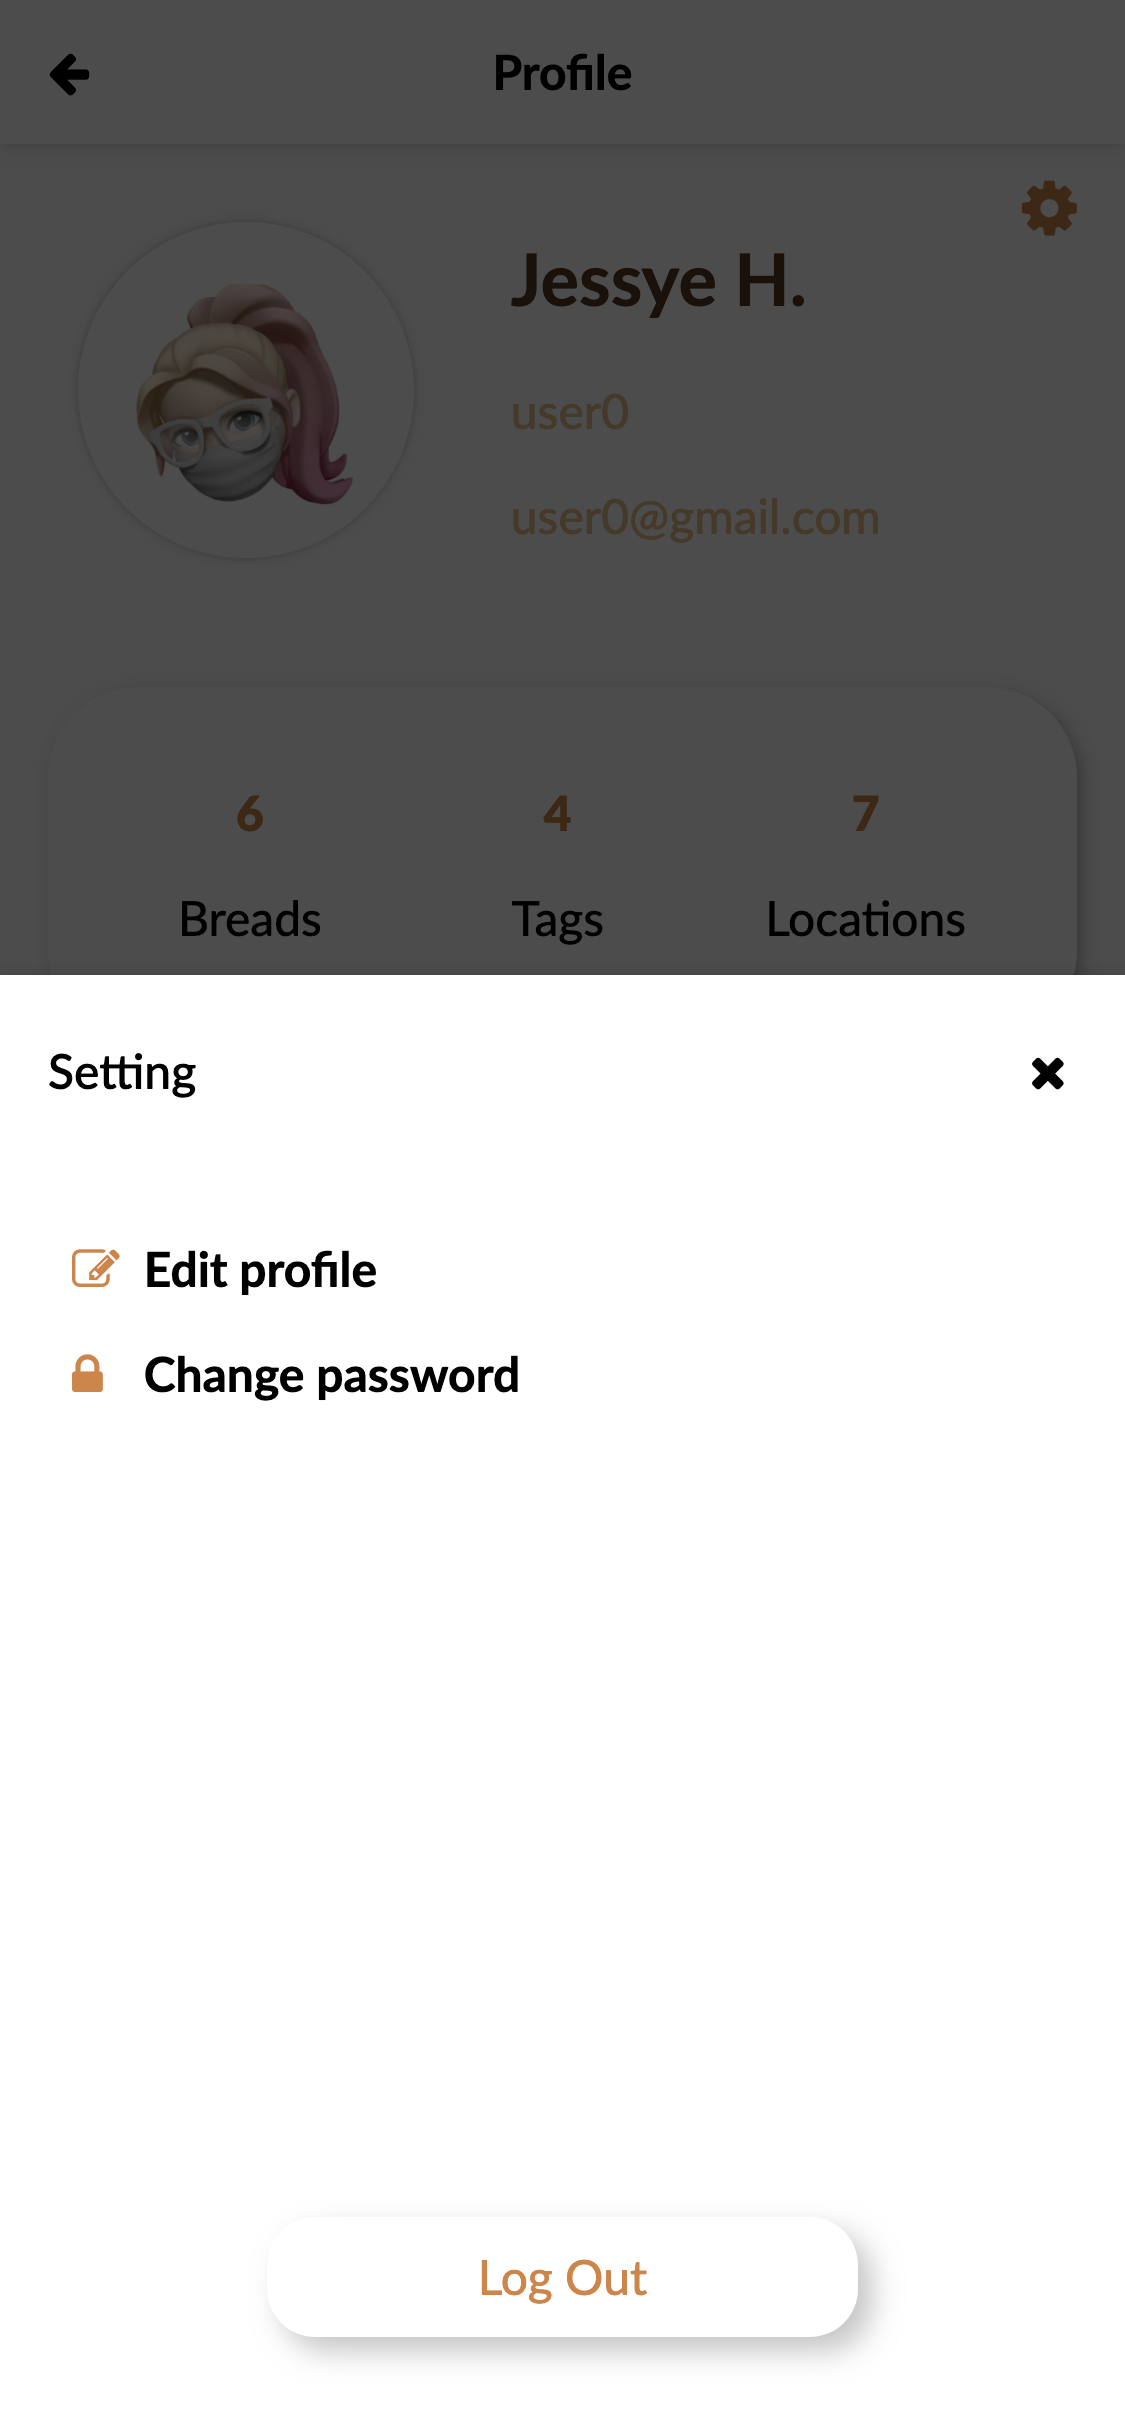 Profile
Jessye H.
user0
user0@gmail.com
6 4 7
Breads Tags Locations
Setting
Edit profile
Change password
Log Out